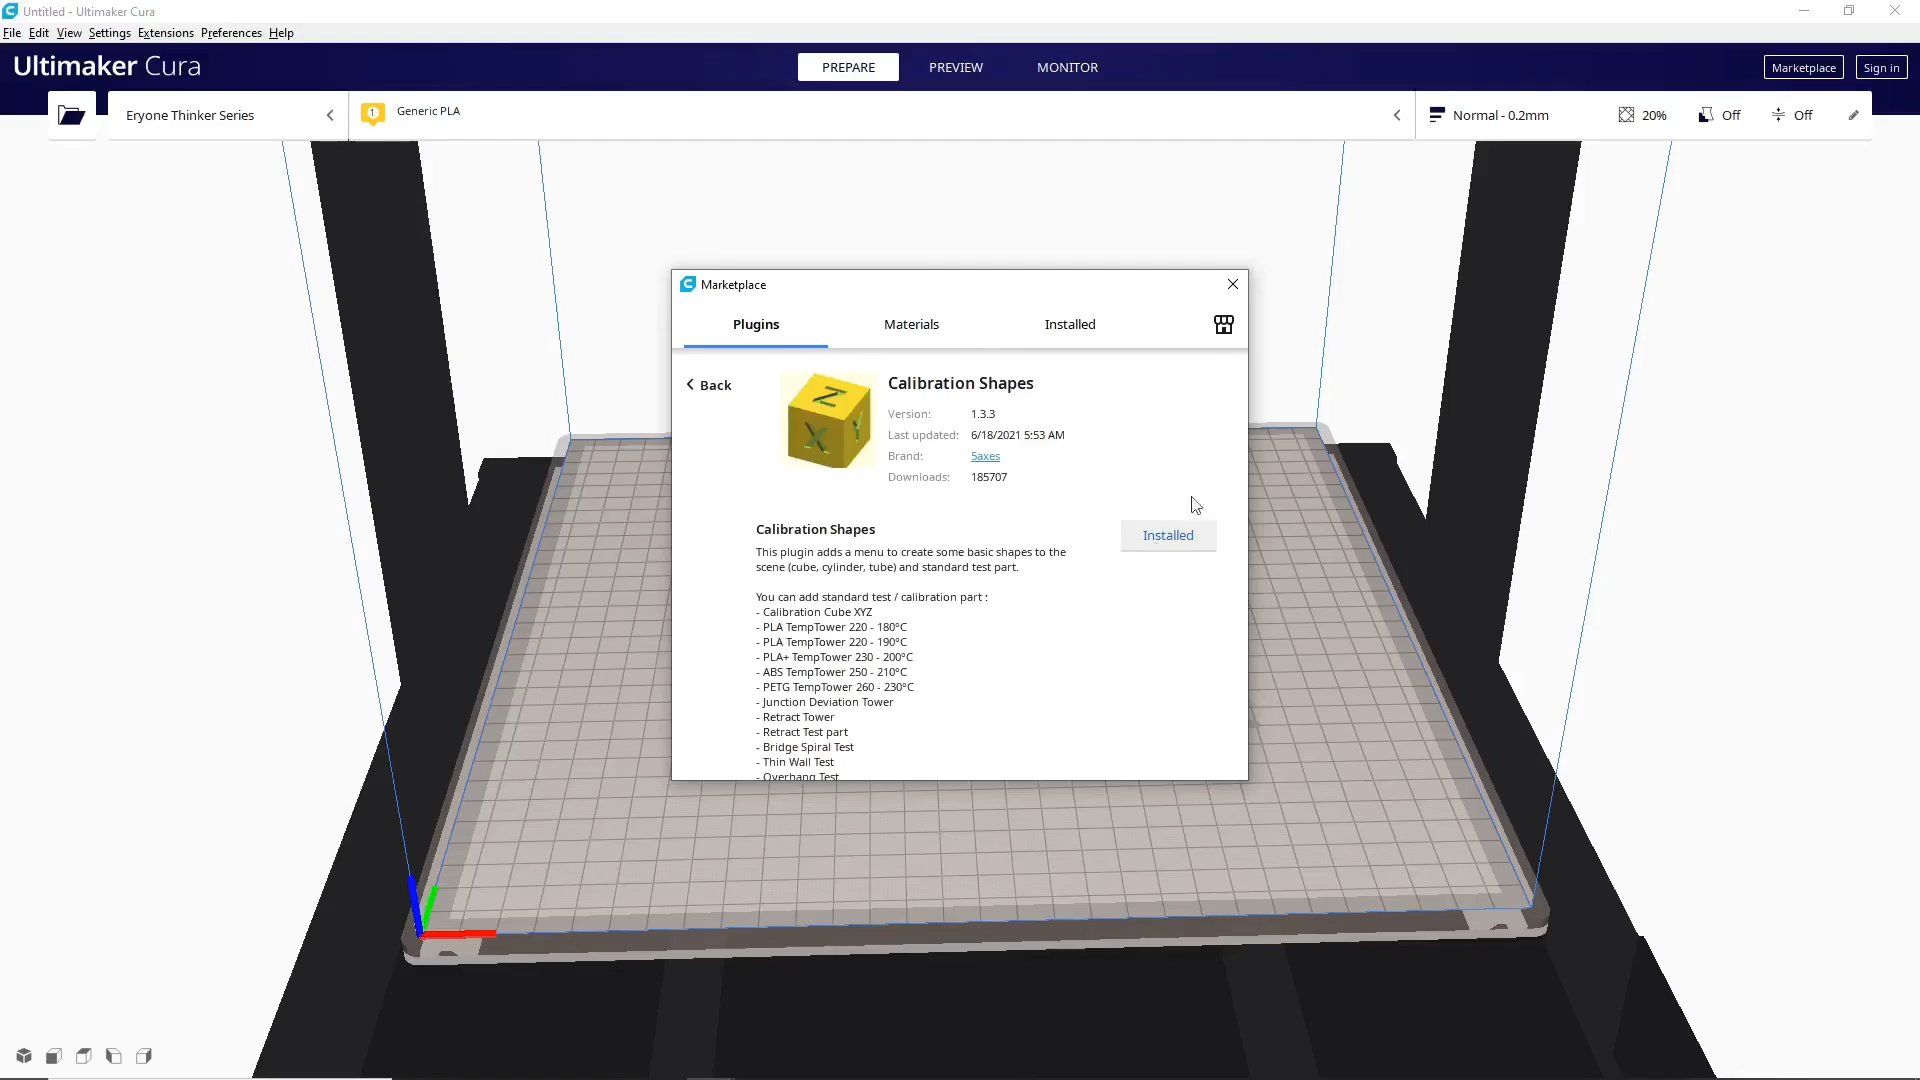 Untitled - Ultimaker Cura
File Edit View Settings Extensions Preferences Help
Ultimaker Cura
PREPARE
PREVIEW
MONITOR
Marketplace
Sign in
Eryone Thinker Series
1
Generic PLA
Normal - 0.2mm
20%
Off
Off
Marketplace
Plugins
Materials
Installed
Back
Z
X
Y
Calibration Shapes
Version: 1.3.3
Last updated: 6/18/2021 5:53 AM
Brand: 5axes
Downloads: 185707
Calibration Shapes
Installed
This plugin adds a menu to create some basic shapes to the
scene (cube, cylinder, tube) and standard test part.
You can add standard test / calibration part :
- Calibration Cube XYZ
- PLA TempTower 220 - 180°C
- PLA TempTower 220 - 190°C
- PLA+ TempTower 230 - 200°C
- ABS TempTower 250 - 210°C
- PETG TempTower 260 - 230°C
- Junction Deviation Tower
- Retract Tower
- Retract Test part
- Bridge Spiral Test
- Thin Wall Test
- Overhang Test